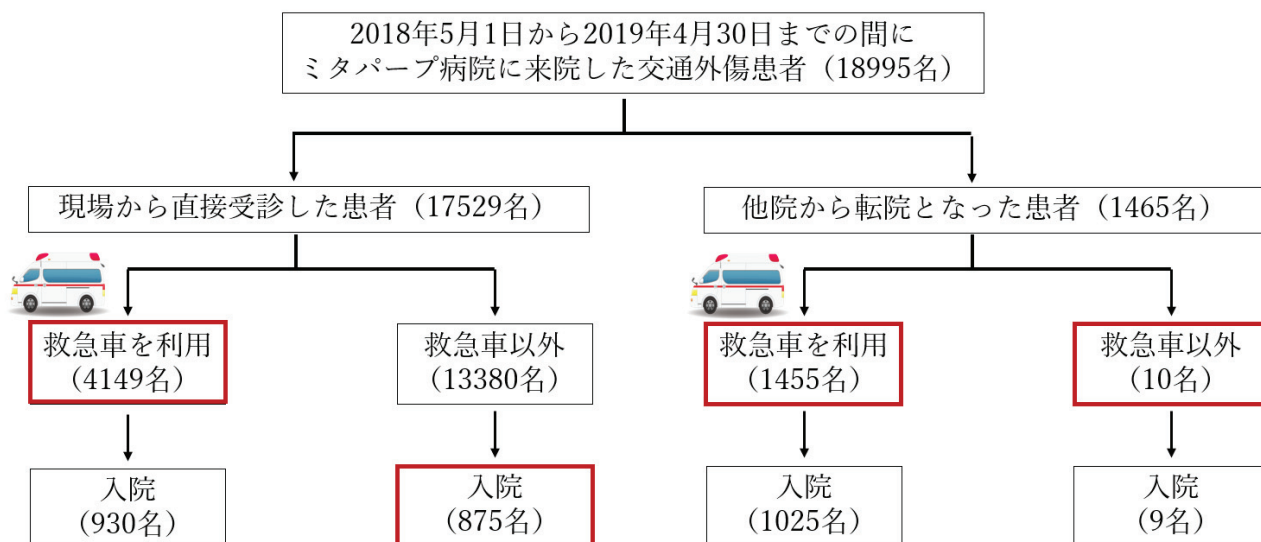 2018年5月1日から2019年4月30日までの間に
ミタパープ病院に来院した交通外傷患者（18995名）
現場から直接受診した患者（17529名）
他院から転院となった患者（1465名）
救急車を利用
（4149名）
救急車以外
（13380名）
救急車を利用
（1455名）
救急車以外
（10名）
入院
（930名）
入院
（875名）
入院
（1025名）
入院
（9名）